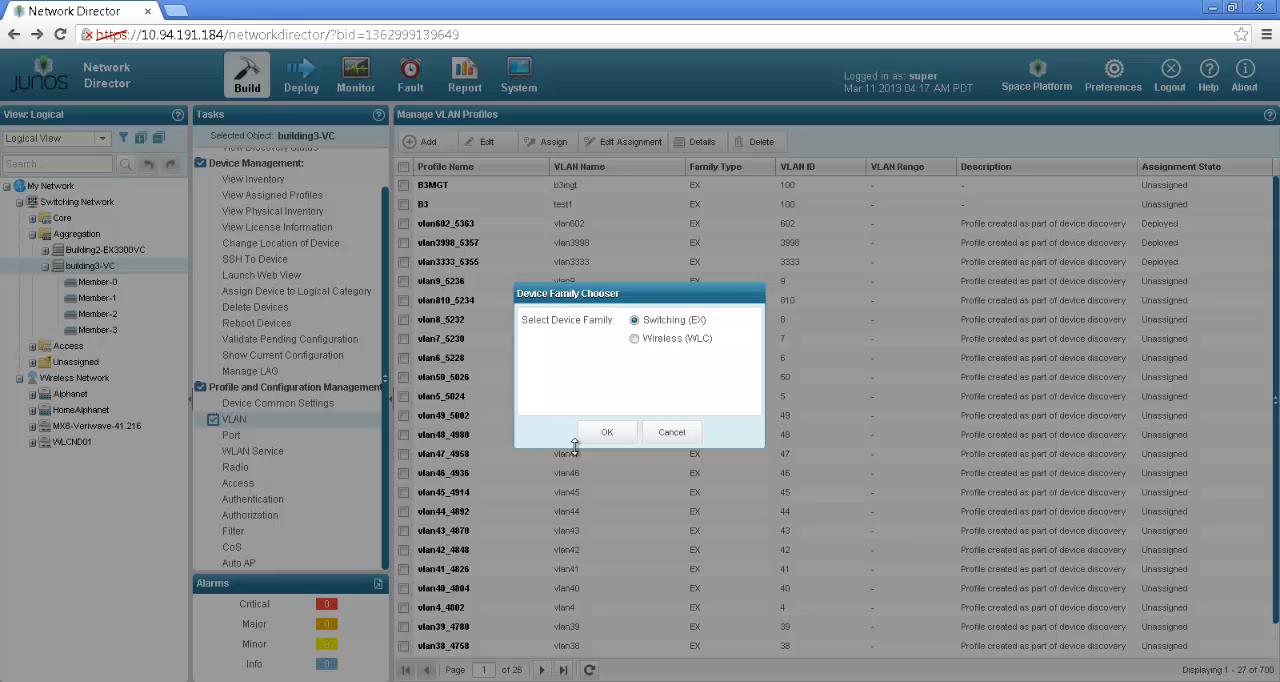 Network Director
https://10.94.191.184/networkdirector/?bid=1362999139649
JUNOS
Network Director
Build
Deploy
Monitor
Fault
Report
System
Logged in as: super
Mar 11 2013 04:17 AM PDT
Space Platform
Preferences
Logout
Help
About
View: Logical
Logical View
Search...
My Network
Switching Network
Core
Aggregation
Building2-EX3300VC
building3-VC
Member-0
Member-1
Member-2
Member-3
Access
Unassigned
Wireless Network
Alphanet
HomeAlphanet
MX8-Veriwave-41.216
WLCND01
Tasks
Selected Object: building3-VC
View Discovery Status
Device Management:
View Inventory
View Assigned Profiles
View Physical Inventory
View License Information
Change Location of Device
SSH To Device
Launch Web View
Assign Device to Logical Category
Delete Devices
Reboot Devices
Validate Pending Configuration
Show Current Configuration
Manage LAG
Profile and Configuration Management
Device Common Settings
VLAN
Port
WLAN Service
Radio
Access
Authentication
Authorization
Filter
CoS
Auto AP
Alarms
Critical 0
Major 0
Minor
Info 0
Manage VLAN Profiles
Add Edit Assign Edit Assignment Details Delete
Profile Name VLAN Name Family Type VLAN ID VLAN Range Description Assignment State
B3MGT b3mgt EX 100 - - Unassigned
B3 test1 EX 100 - - Unassigned
vlan602_5363 vlan602 EX 602 - Profile created as part of device discovery Deployed
vlan3998_5357 vlan3998 EX 3998 - Profile created as part of device discovery Deployed
vlan3333_5355 vlan3333 EX 3333 - Profile created as part of device discovery Deployed
vlan9_5236 vlan9 EX 9 - Profile created as part of device discovery Unassigned
vlan810_5234 810 - Profile created as part of device discovery Unassigned
vlan8_5232 8 - Profile created as part of device discovery Unassigned
vlan7_5230 7 - Profile created as part of device discovery Unassigned
vlan6_5228 6 - Profile created as part of device discovery Unassigned
vlan50_5026 50 - Profile created as part of device discovery Unassigned
vlan5_5024 5 - Profile created as part of device discovery Unassigned
vlan49_5002 49 - Profile created as part of device discovery Unassigned
vlan48_4980 48 - Profile created as part of device discovery Unassigned
vlan47_4958 EX 47 - Profile created as part of device discovery Unassigned
vlan46_4936 vlan46 EX 46 - Profile created as part of device discovery Unassigned
vlan45_4914 vlan45 EX 45 - Profile created as part of device discovery Unassigned
vlan44_4892 vlan44 EX 44 - Profile created as part of device discovery Unassigned
vlan43_4870 vlan43 EX 43 - Profile created as part of device discovery Unassigned
vlan42_4848 vlan42 EX 42 - Profile created as part of device discovery Unassigned
vlan41_4826 vlan41 EX 41 - Profile created as part of device discovery Unassigned
vlan40_4804 vlan40 EX 40 - Profile created as part of device discovery Unassigned
vlan4_4802 vlan4 EX 4 - Profile created as part of device discovery Unassigned
vlan39_4780 vlan39 EX 39 - Profile created as part of device discovery Unassigned
vlan38_4758 vlan38 EX 38 - Profile created as part of device discovery Unassigned
Page 1 of 26
Displaying 1 - 27 of 700
Device Family Chooser
Select Device Family: Switching (EX)
Wireless (WLC)
OK Cancel